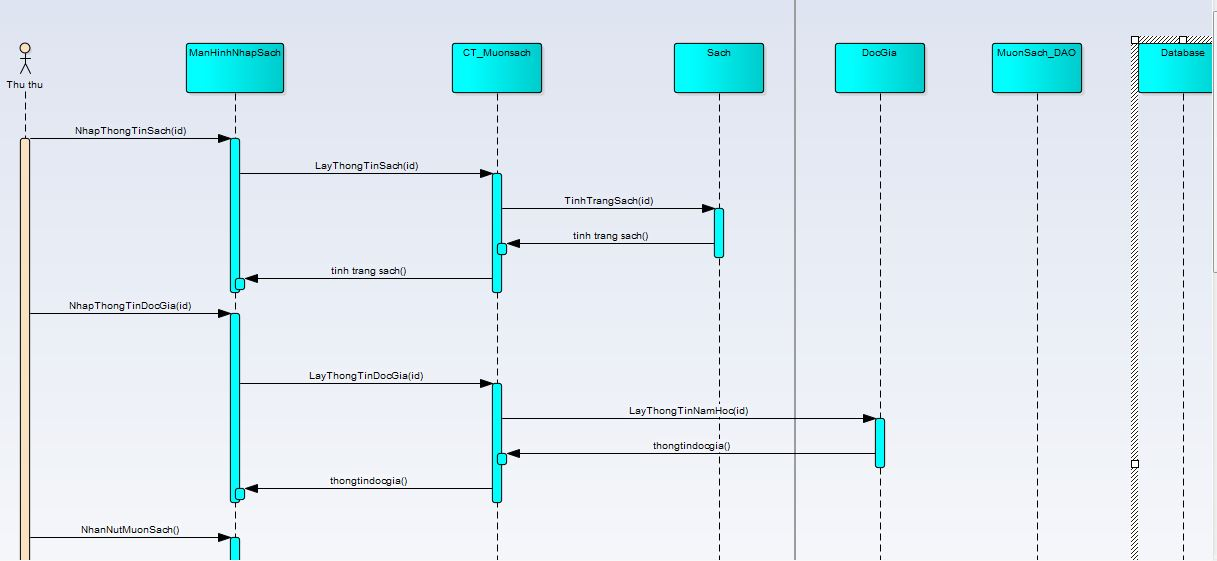 ManHinhNhapSach
CT_Muonsach
Sach
DocGia
MuonSach_DAO
Database
Thu thu
NhapThongTinSach(id)
LayThongTinSach(id)
TinhTrangSach(id)
tinh trang sach()
tinh trang sach()
NhapThongTinDocGia(id)
LayThongTinDocGia(id)
LayThongTinNamHoc(id)
thongtindocgia()
thongtindocgia()
NhanNutMuonSach()